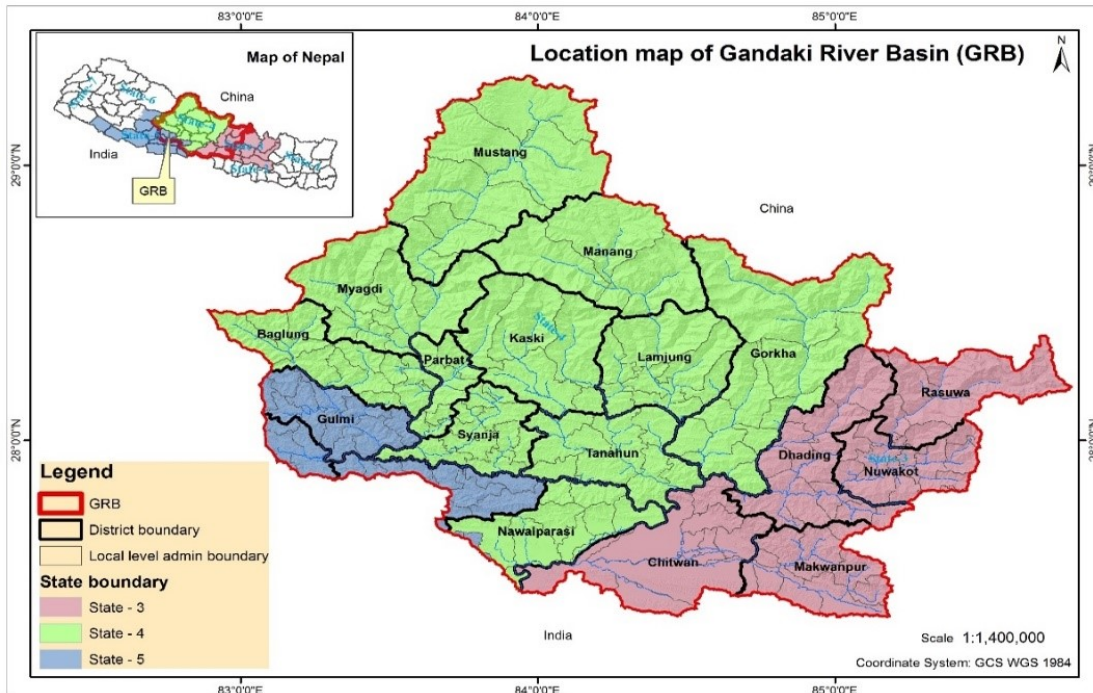 83°0'0"E
84°0'0"E
85°0'0"E
Map of Nepal
China
India
GRB
Location map of Gandaki River Basin (GRB)
N
29°0'0"N
Mustang
China
Manang
Myagdi
State-4
Baglung
Kaski
Parbat
Lamjung
Gorkha
Rasuwa
Gulmi
Syanja
28°0'0"N
Tanahun
Dhading
State-3
Nuwakot
Nawalparasi
Chitwan
Makwanpur
India
Legend
GRB
District boundary
Local level admin boundary
State boundary
State - 3
State - 4
State - 5
Scale 1:1,400,000
Coordinate System: GCS WGS 1984
83°0'0"E
84°0'0"E
85°0'0"E